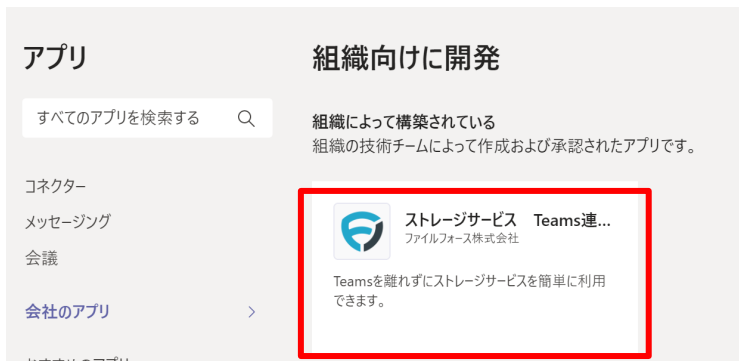 アプリ
組織向けに開発
すべてのアプリを検索する
組織によって構築されている
組織の技術チームによって作成および承認されたアプリです。
コネクター
メッセージング
会議
会社のアプリ
ストレージサービス　Teams連...
ファイルフォース株式会社
Teamsを離れずにストレージサービスを簡単に利用
できます。